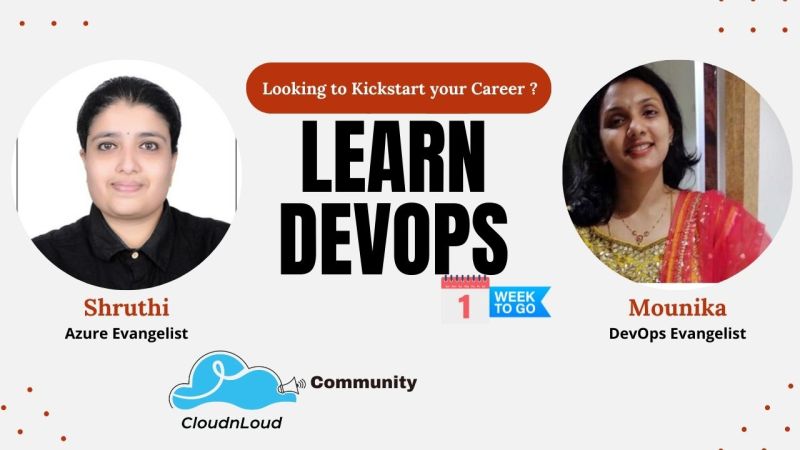 Looking to Kickstart your Career ?
LEARN
DEVOPS
1
WEEK
TO GO
Shruthi
Azure Evangelist
Mounika
DevOps Evangelist
Community
CloudnLoud